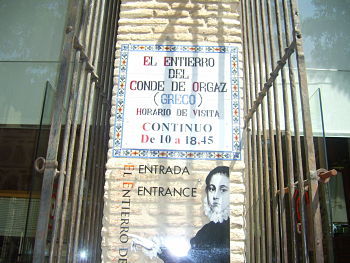 EL ENTIERRO
DEL
CONDE DE ORGAZ
(GRECO)
HORARIO DE VISITA
CONTINUO
De 10 a 18.45
ENTRADA
ENTRANCE
EL ENTIERRO DE